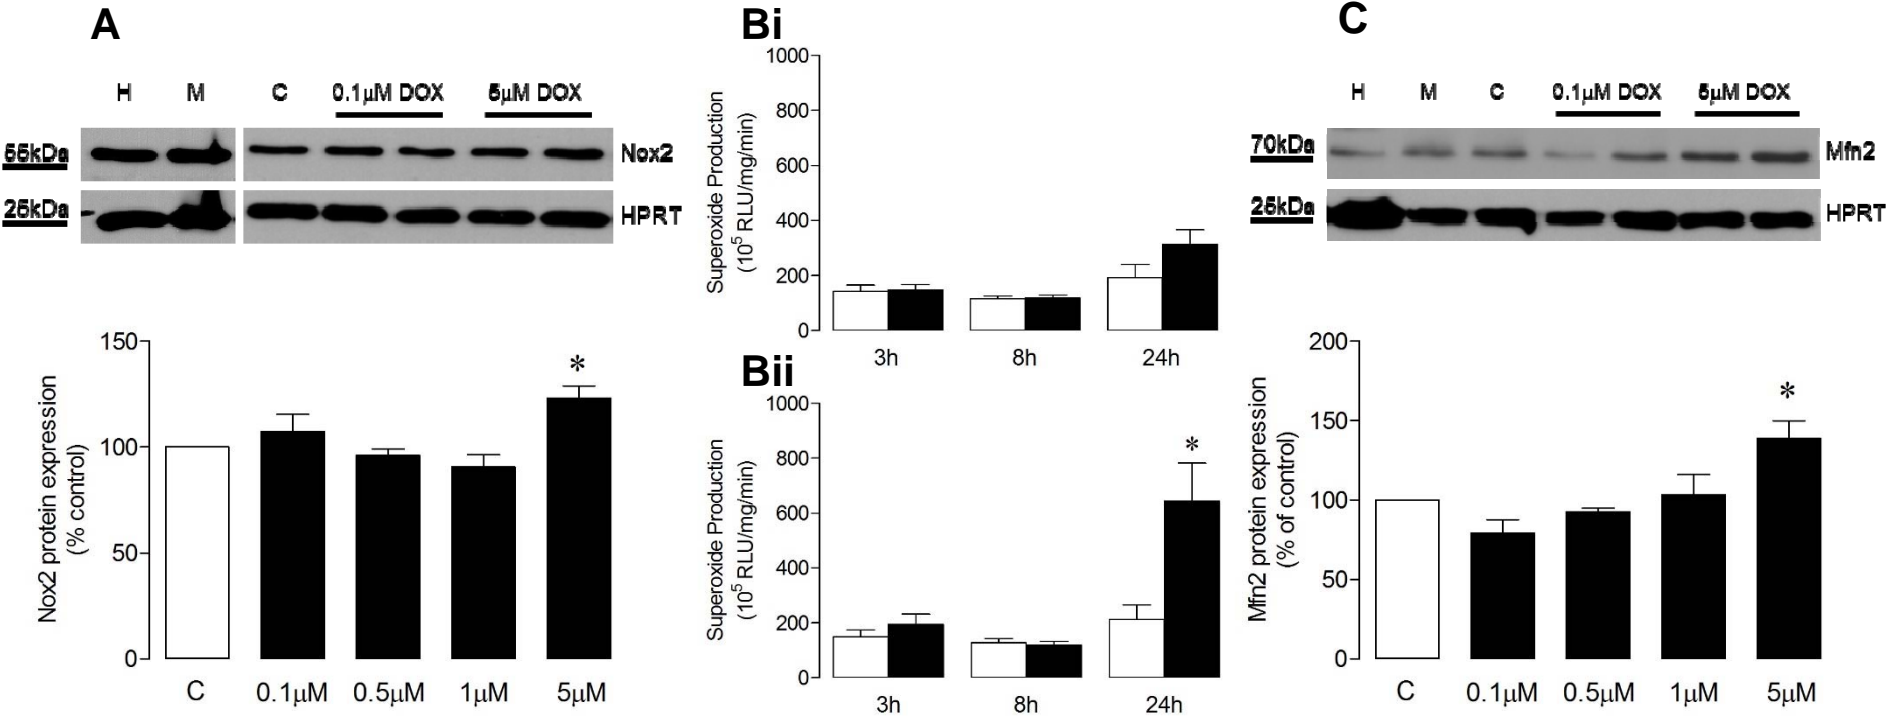 A
H M C 0.1μM DOX 5μM DOX
55kDa
Nox2
25kDa
HPRT
Nox2 protein expression
(% control)
150
100
50
0
*
C 0.1μM 0.5μM 1μM 5μM
Bi
Superoxide Production
(10⁵ RLU/mg/min)
1000
800
600
400
200
0
3h 8h 24h
Bii
Superoxide Production
(10⁵ RLU/mg/min)
1000
800
600
400
200
0
*
3h 8h 24h
C
H M C 0.1μM DOX 5μM DOX
70kDa
Mfn2
25kDa
HPRT
Mfn2 protein expression
(% of control)
200
150
100
50
0
*
C 0.1μM 0.5μM 1μM 5μM